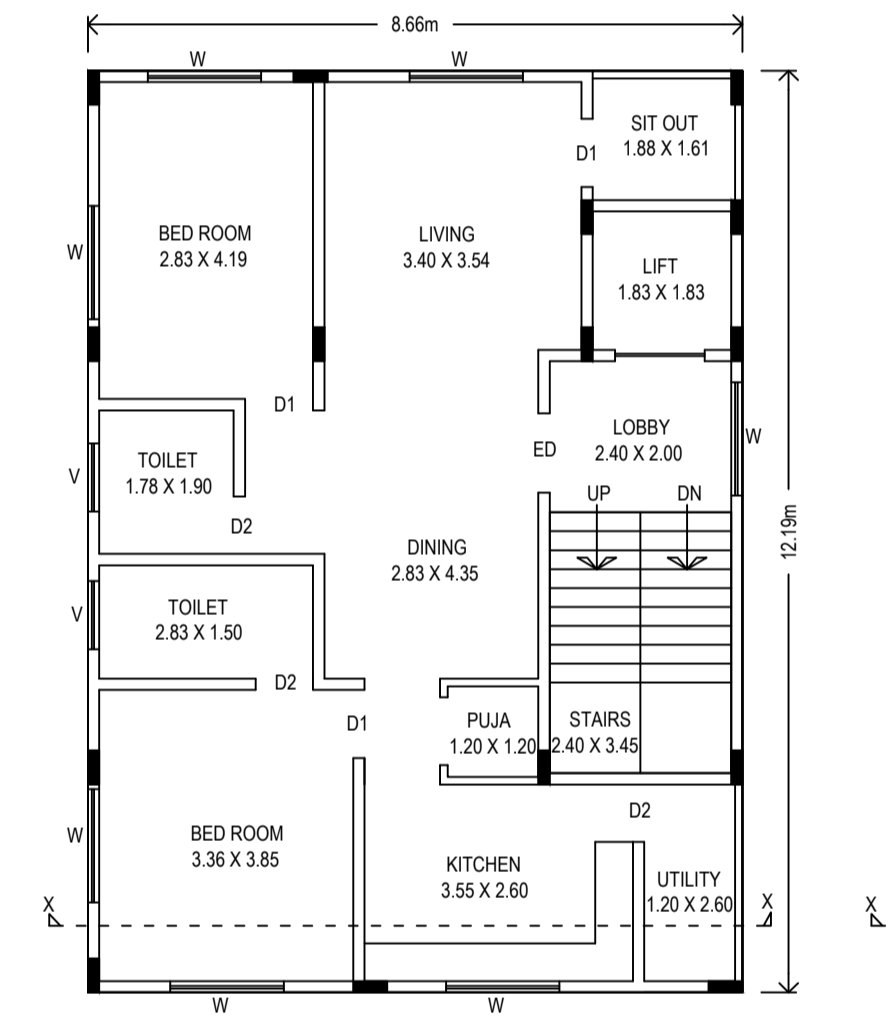 8.66m
W
W
SIT OUT
1.88 X 1.61
D1
BED ROOM
2.83 X 4.19
LIVING
3.40 X 3.54
W
LIFT
1.83 X 1.83
D1
LOBBY
2.40 X 2.00
W
ED
TOILET
1.78 X 1.90
V
UP
DN
D2
12.19m
DINING
2.83 X 4.35
TOILET
2.83 X 1.50
V
D2
D1
PUJA
1.20 X 1.20
STAIRS
2.40 X 3.45
D2
BED ROOM
3.36 X 3.85
W
KITCHEN
3.55 X 2.60
UTILITY
1.20 X 2.60
X
X
X
W
W